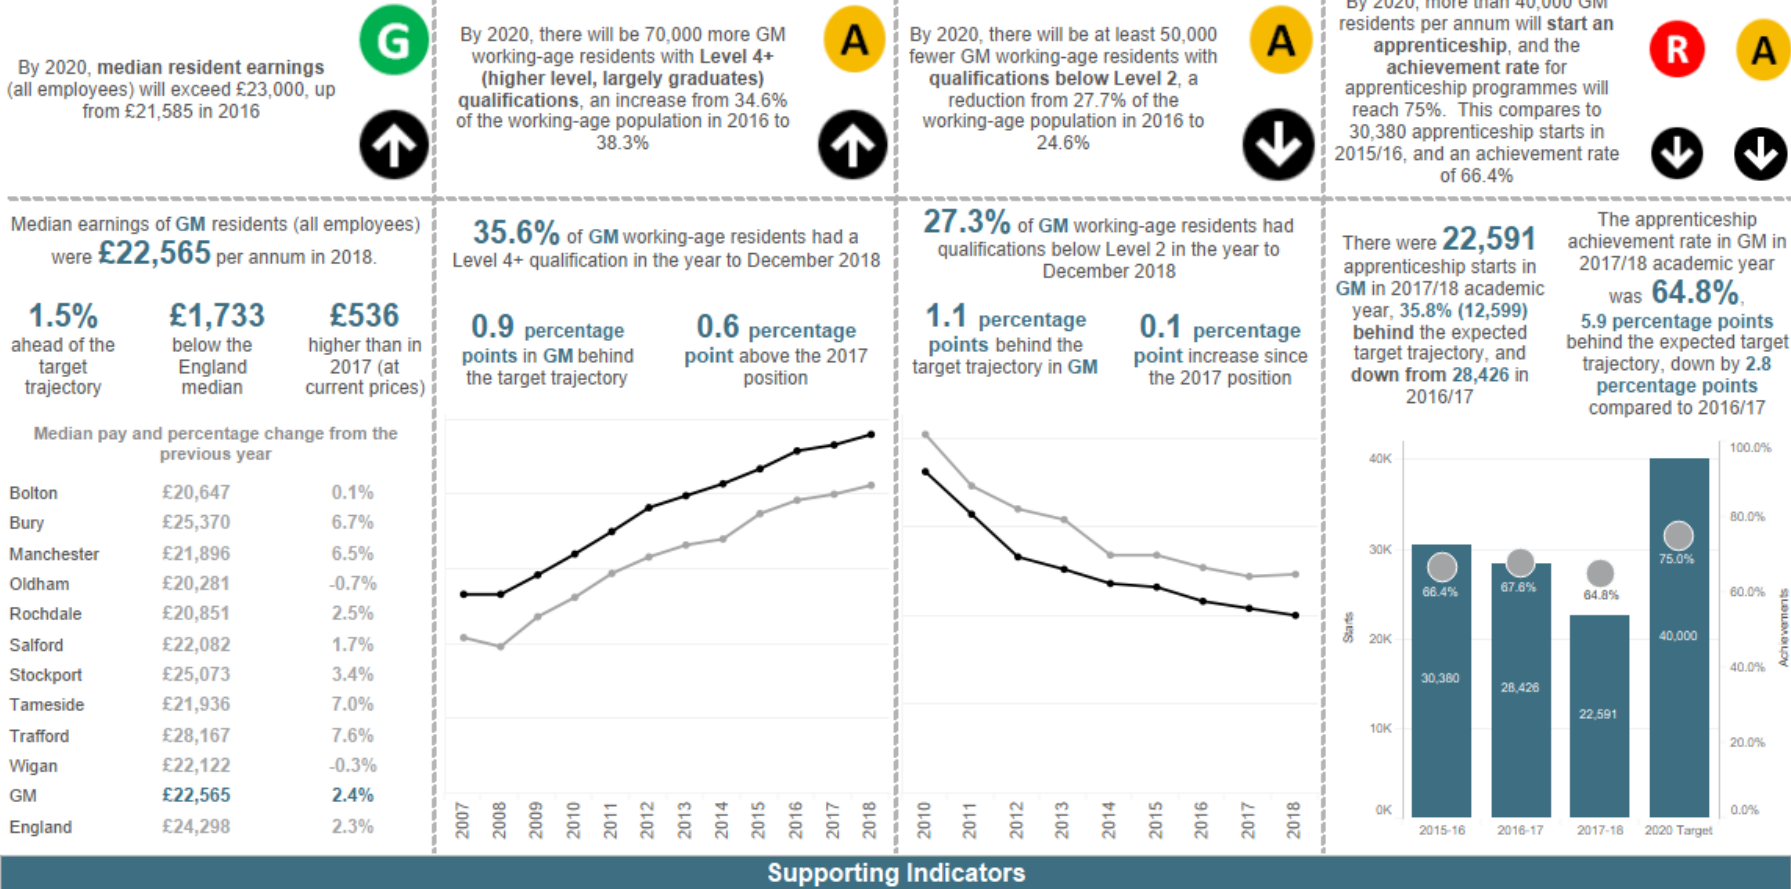 By 2020, median resident earnings
(all employees) will exceed £23,000, up
from £21,585 in 2016
G
By 2020, there will be 70,000 more GM
working-age residents with Level 4+
(higher level, largely graduates)
qualifications, an increase from 34.6%
of the working-age population in 2016 to
38.3%
A
By 2020, there will be at least 50,000
fewer GM working-age residents with
qualifications below Level 2, a
reduction from 27.7% of the
working-age population in 2016 to
24.6%
A
By 2020, more than 40,000 GM
residents per annum will start an
apprenticeship, and the
achievement rate for
apprenticeship programmes will
reach 75%. This compares to
30,380 apprenticeship starts in
2015/16, and an achievement rate
of 66.4%
R
A
Median earnings of GM residents (all employees)
were £22,565 per annum in 2018.
1.5%
ahead of the
target
trajectory
£1,733
below the
England
median
£536
higher than in
2017 (at
current prices)
Median pay and percentage change from the
previous year
Bolton £20,647 0.1%
Bury £25,370 6.7%
Manchester £21,896 6.5%
Oldham £20,281 -0.7%
Rochdale £20,851 2.5%
Salford £22,082 1.7%
Stockport £25,073 3.4%
Tameside £21,936 7.0%
Trafford £28,167 7.6%
Wigan £22,122 -0.3%
GM £22,565 2.4%
England £24,298 2.3%
35.6% of GM working-age residents had a
Level 4+ qualification in the year to December 2018
0.9 percentage
points in GM behind
the target trajectory
0.6 percentage
point above the 2017
position
2007 2008 2009 2010 2011 2012 2013 2014 2015 2016 2017 2018
27.3% of GM working-age residents had
qualifications below Level 2 in the year to
December 2018
1.1 percentage
points behind the
target trajectory in GM
0.1 percentage
point increase since
the 2017 position
2010 2011 2012 2013 2014 2015 2016 2017 2018
There were 22,591
apprenticeship starts in
GM in 2017/18 academic
year, 35.8% (12,599)
behind the expected
target trajectory, and
down from 28,426 in
2016/17
The apprenticeship
achievement rate in GM in
2017/18 academic year
was 64.8%,
5.9 percentage points
behind the expected target
trajectory, down by 2.8
percentage points
compared to 2016/17
Starts
40K
30K
20K
10K
0K
66.4%
67.6%
64.8%
75.0%
30,380
28,426
22,591
40,000
100.0%
80.0%
60.0%
40.0%
20.0%
0.0%
Achievements
2015-16 2016-17 2017-18 2020 Target
Supporting Indicators